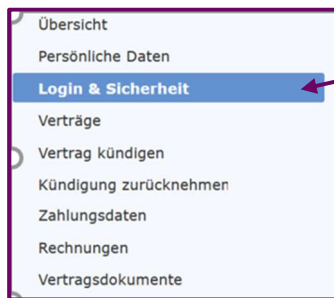 Übersicht
Persönliche Daten
Login & Sicherheit
Verträge
Vertrag kündigen
Kündigung zurücknehmen
Zahlungsdaten
Rechnungen
Vertragsdokumente